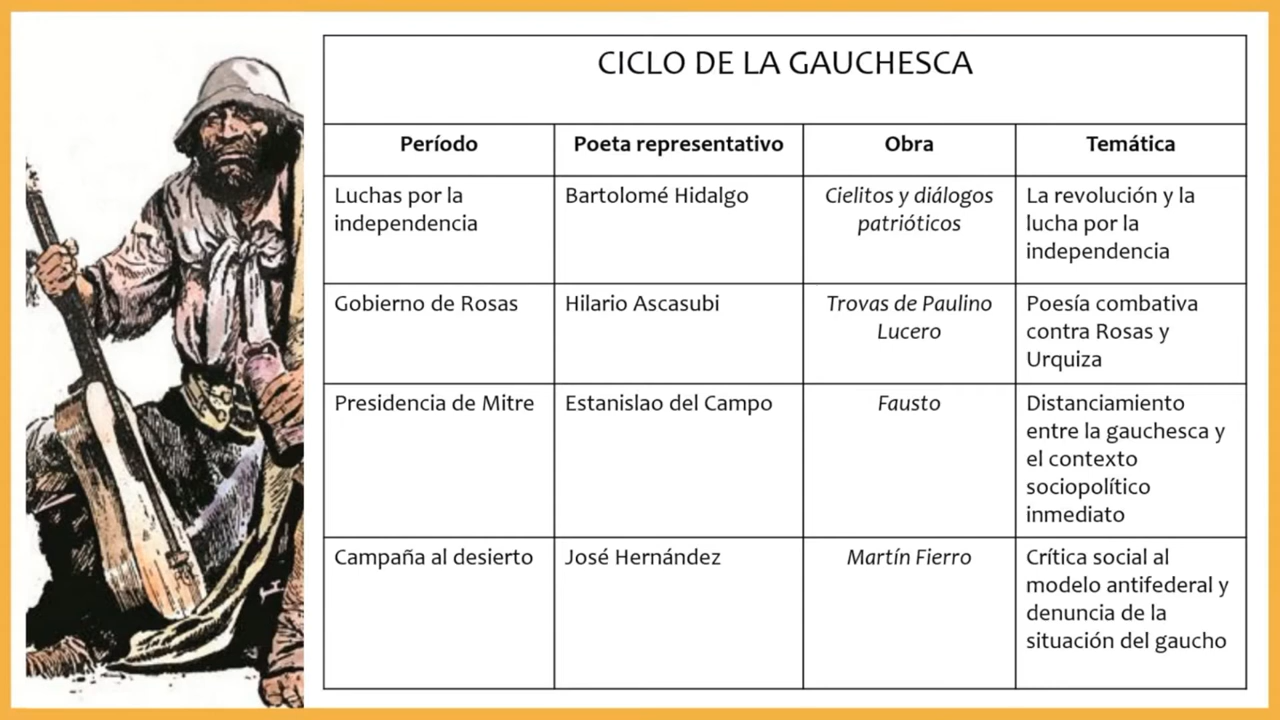 CICLO DE LA GAUCHESCA
Período
Poeta representativo
Obra
Temática
Luchas por la
independencia
Bartolomé Hidalgo
Cielitos y diálogos
patrióticos
La revolución y la
lucha por la
independencia
Gobierno de Rosas
Hilario Ascasubi
Trovas de Paulino
Lucero
Poesía combativa
contra Rosas y
Urquiza
Presidencia de Mitre
Estanislao del Campo
Fausto
Distanciamiento
entre la gauchesca y
el contexto
sociopolítico
inmediato
Campaña al desierto
José Hernández
Martín Fierro
Crítica social al
modelo antifederal y
denuncia de la
situación del gaucho